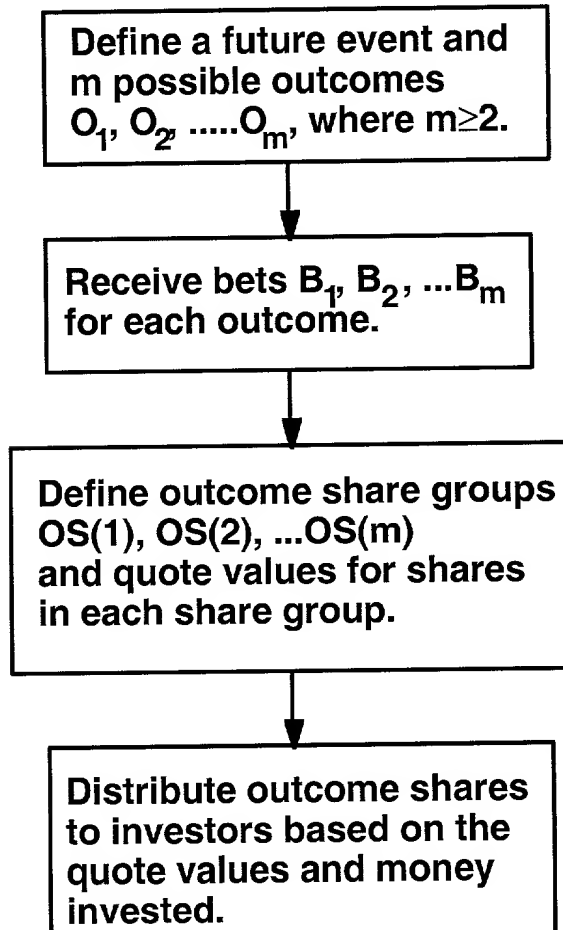 Define a future event and
m possible outcomes
O₁, O₂, .....Oₘ, where m≥2.
Receive bets B₁, B₂, ...Bₘ
for each outcome.
Define outcome share groups
OS(1), OS(2), ...OS(m)
and quote values for shares
in each share group.
Distribute outcome shares
to investors based on the
quote values and money
invested.